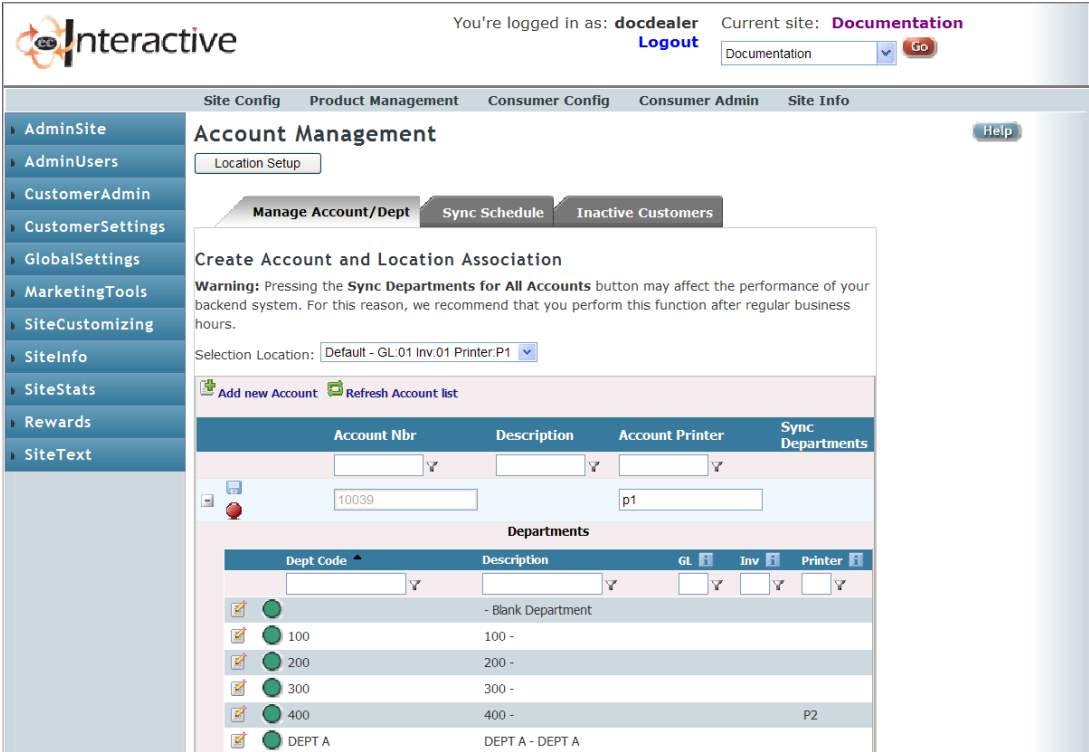 ec Interactive
You're logged in as: docdealer
Logout
Current site: Documentation
Documentation Go
Site Config Product Management Consumer Config Consumer Admin Site Info
AdminSite
AdminUsers
CustomerAdmin
CustomerSettings
GlobalSettings
MarketingTools
SiteCustomizing
SiteInfo
SiteStats
Rewards
SiteText
Account Management
Help
Location Setup
Manage Account/Dept Sync Schedule Inactive Customers
Create Account and Location Association
Warning: Pressing the Sync Departments for All Accounts button may affect the performance of your
backend system. For this reason, we recommend that you perform this function after regular business
hours.
Selection Location: Default - GL:01 Inv:01 Printer:P1
Add new Account Refresh Account list
Account Nbr Description Account Printer Sync
Departments
10039 p1
Departments
Dept Code Description GL i Inv i Printer i
- Blank Department
100 100 -
200 200 -
300 300 -
400 400 - P2
DEPT A DEPT A - DEPT A